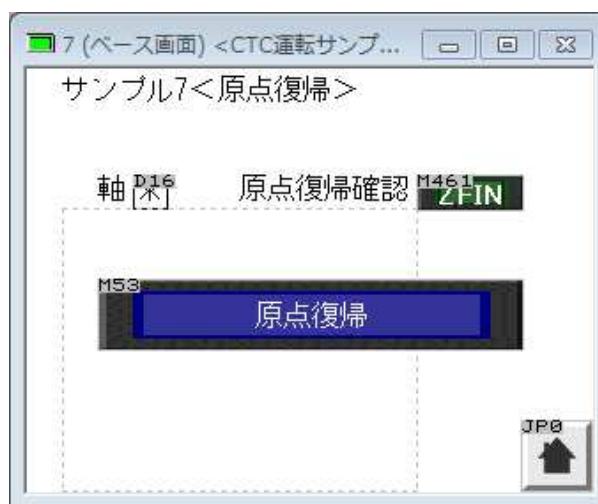 7 (ベース画面) <CTC運転サンプ...
サンプル7<原点復帰>
軸 D16 原点復帰確認 M461 ZFIN
M53
原点復帰
JP0